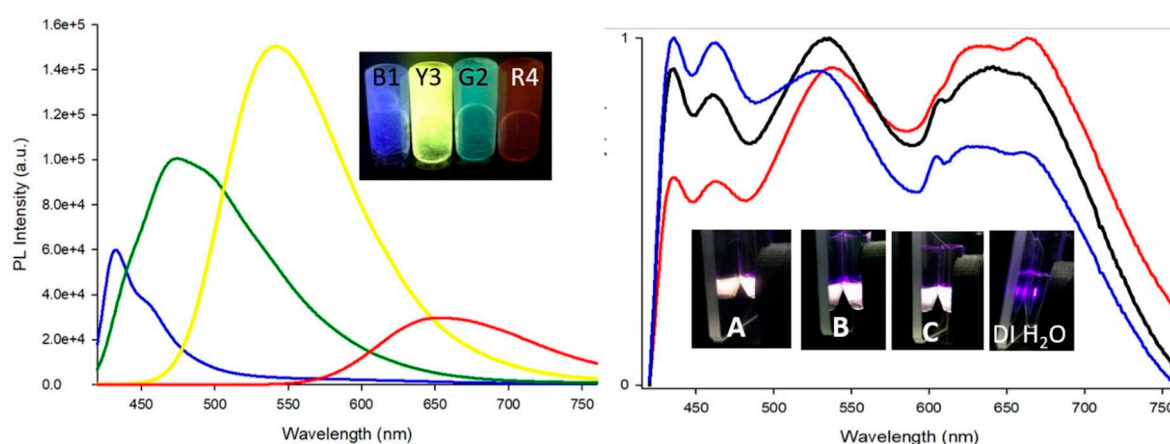 1.6e+5
1.4e+5
1.2e+5
1.0e+5
8.0e+4
6.0e+4
4.0e+4
2.0e+4
0.0
PL Intensity (a.u.)
450 500 550 600 650 700 750
Wavelength (nm)
B1 Y3 G2 R4
1
0
450 500 550 600 650 700 750
Wavelength (nm)
A B C DI H₂O